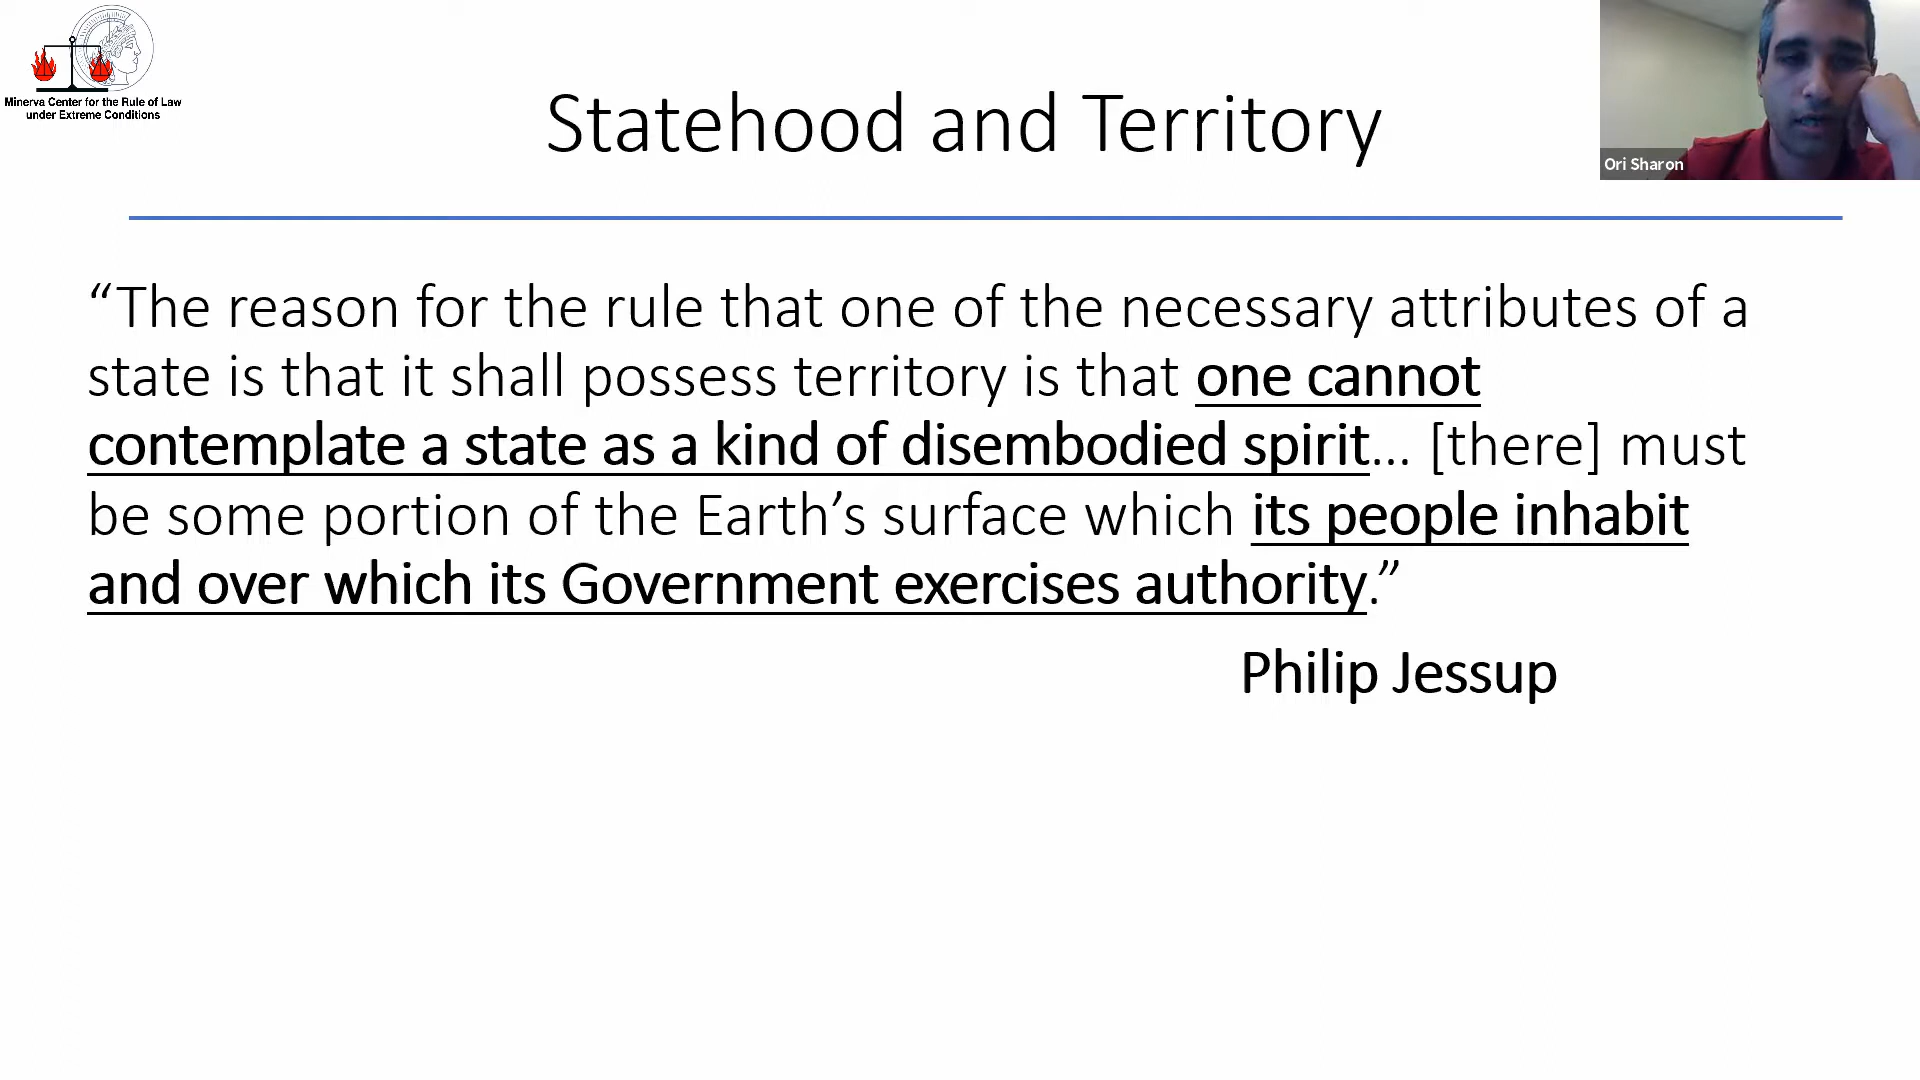 Minerva Center for the Rule of Law
under Extreme Conditions
Statehood and Territory
Ori Sharon
“The reason for the rule that one of the necessary attributes of a
state is that it shall possess territory is that one cannot
contemplate a state as a kind of disembodied spirit… [there] must
be some portion of the Earth’s surface which its people inhabit
and over which its Government exercises authority.”
Philip Jessup